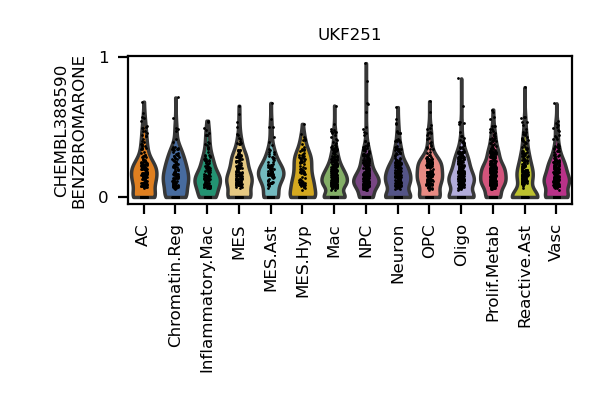 UKF251
CHEMBL388590
BENZBROMARONE
1
0
AC
Chromatin.Reg
Inflammatory.Mac
MES
MES.Ast
MES.Hyp
Mac
NPC
Neuron
OPC
Oligo
Prolif.Metab
Reactive.Ast
Vasc